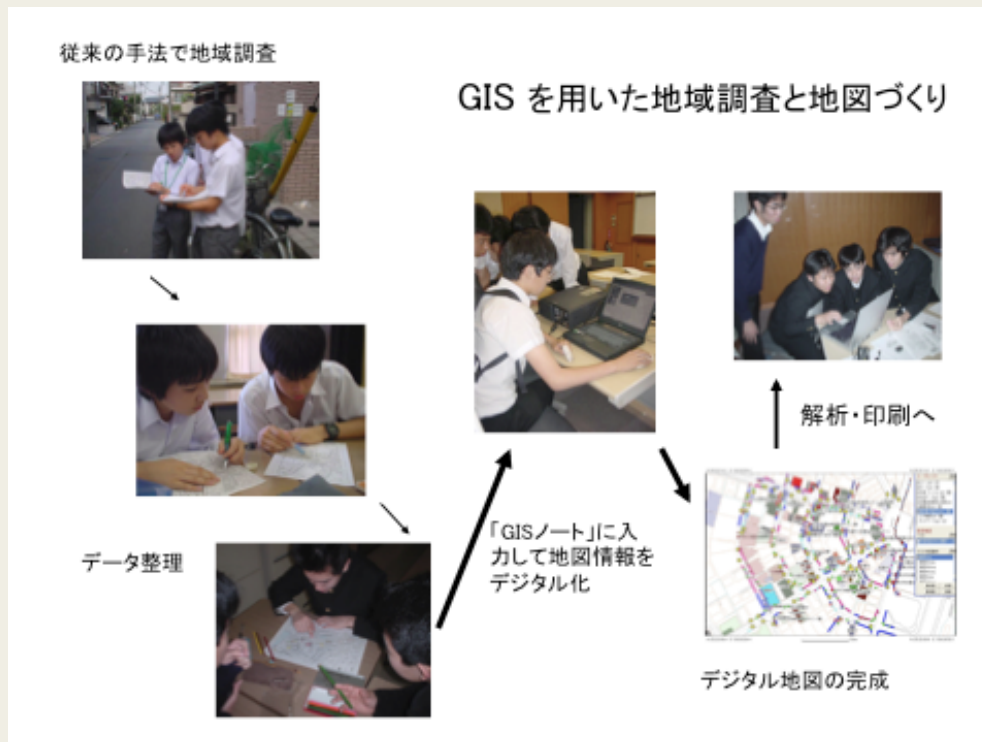 従来の手法で地域調査
GIS を用いた地域調査と地図づくり
データ整理
「GISノート」に入
力して地図情報を
デジタル化
解析・印刷へ
デジタル地図の完成